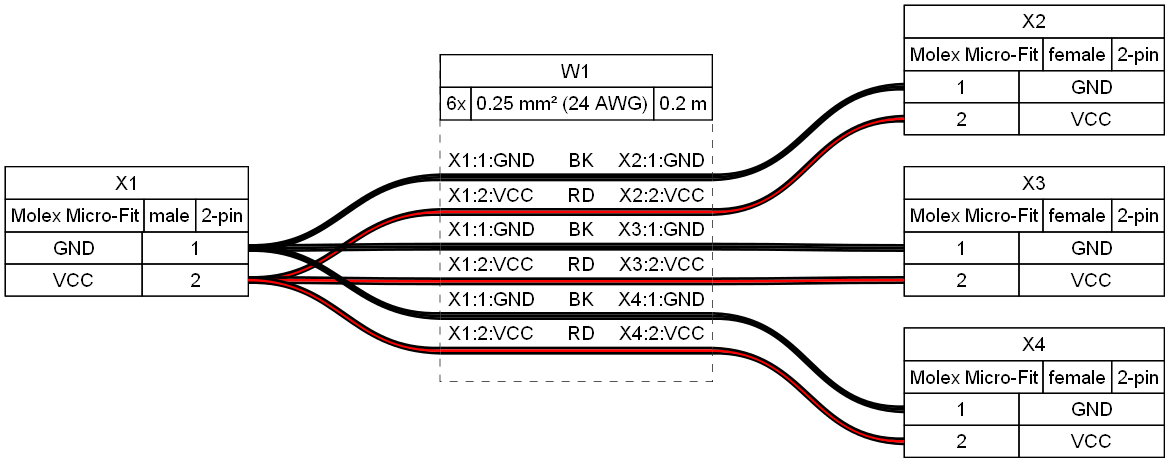 X1
Molex Micro-Fit male 2-pin
GND 1
VCC 2
W1
6x 0.25 mm² (24 AWG) 0.2 m
X1:1:GND BK X2:1:GND
X1:2:VCC RD X2:2:VCC
X1:1:GND BK X3:1:GND
X1:2:VCC RD X3:2:VCC
X1:1:GND BK X4:1:GND
X1:2:VCC RD X4:2:VCC
X2
Molex Micro-Fit female 2-pin
1 GND
2 VCC
X3
Molex Micro-Fit female 2-pin
1 GND
2 VCC
X4
Molex Micro-Fit female 2-pin
1 GND
2 VCC